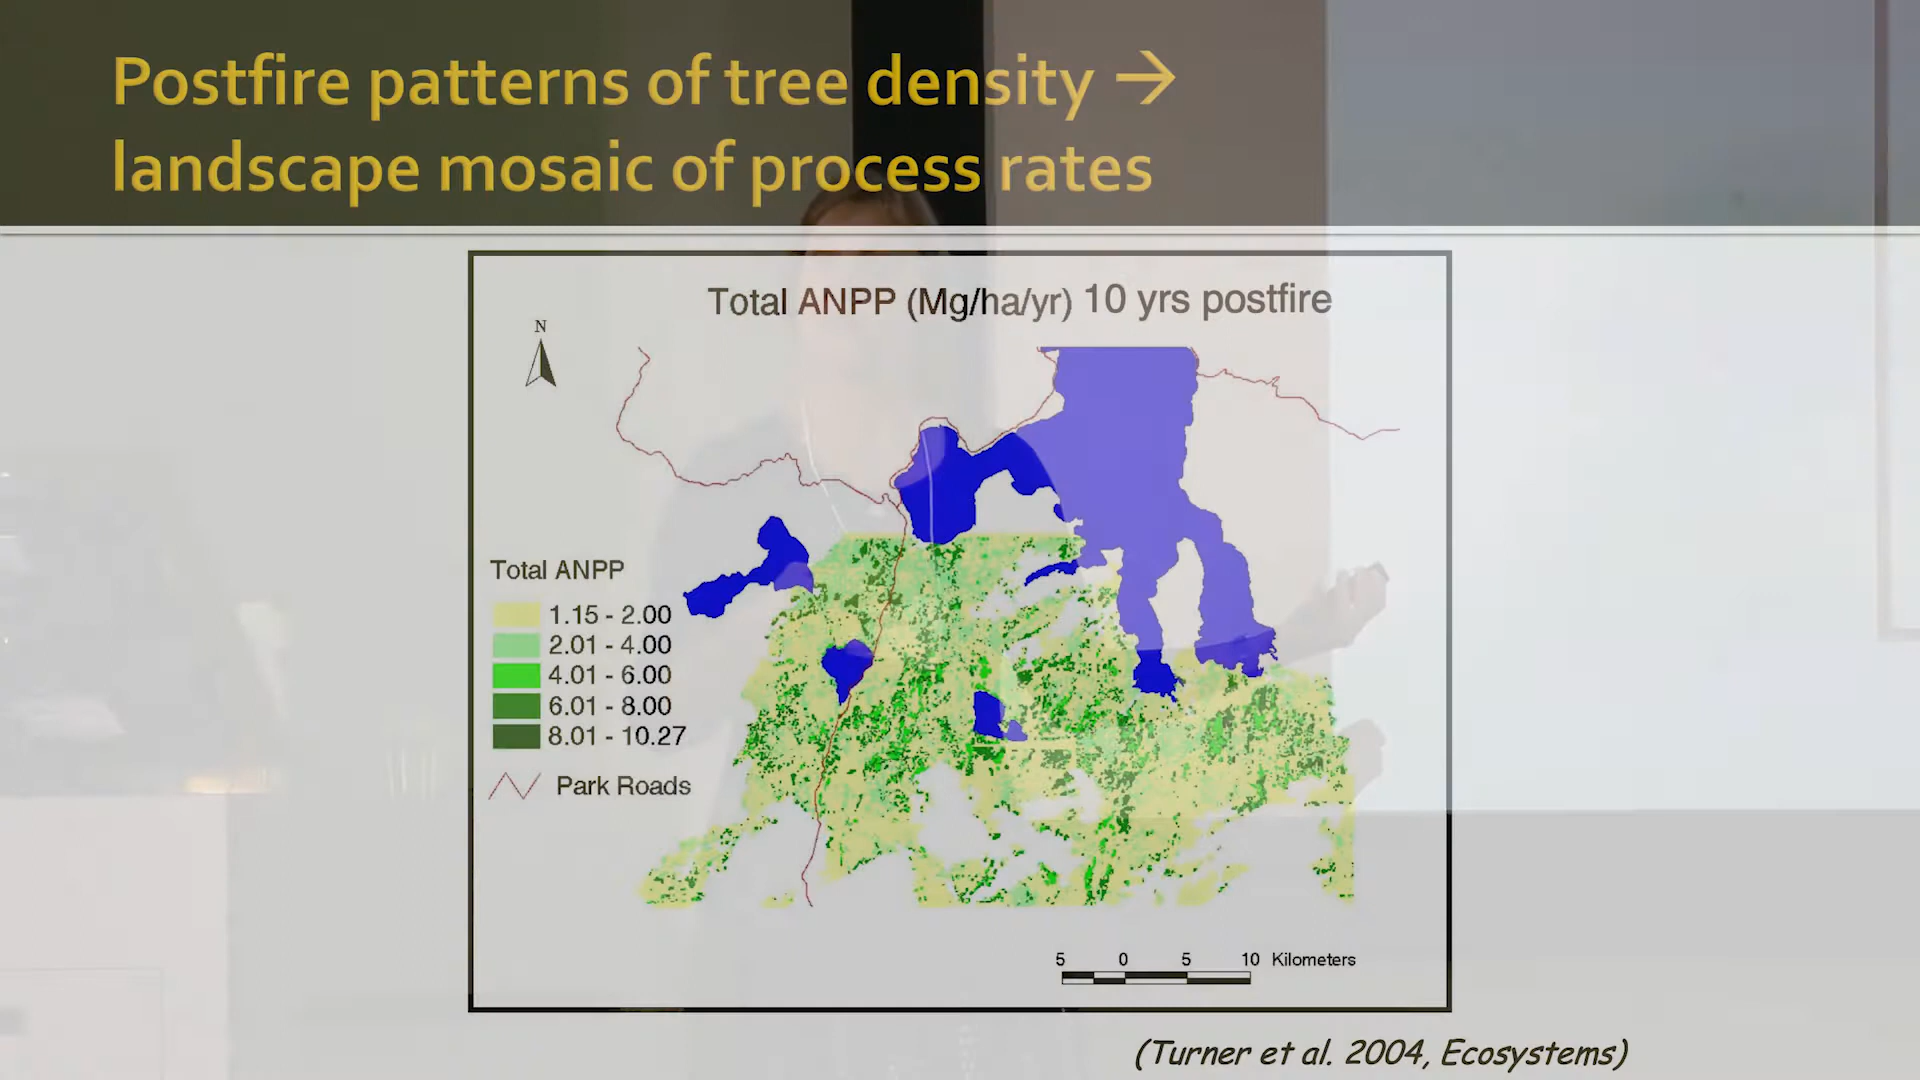 Postfire patterns of tree density →
landscape mosaic of process rates
Total ANPP (Mg/ha/yr) 10 yrs postfire
N
Total ANPP
1.15 - 2.00
2.01 - 4.00
4.01 - 6.00
6.01 - 8.00
8.01 - 10.27
Park Roads
5 0 5 10 Kilometers
(Turner et al. 2004, Ecosystems)